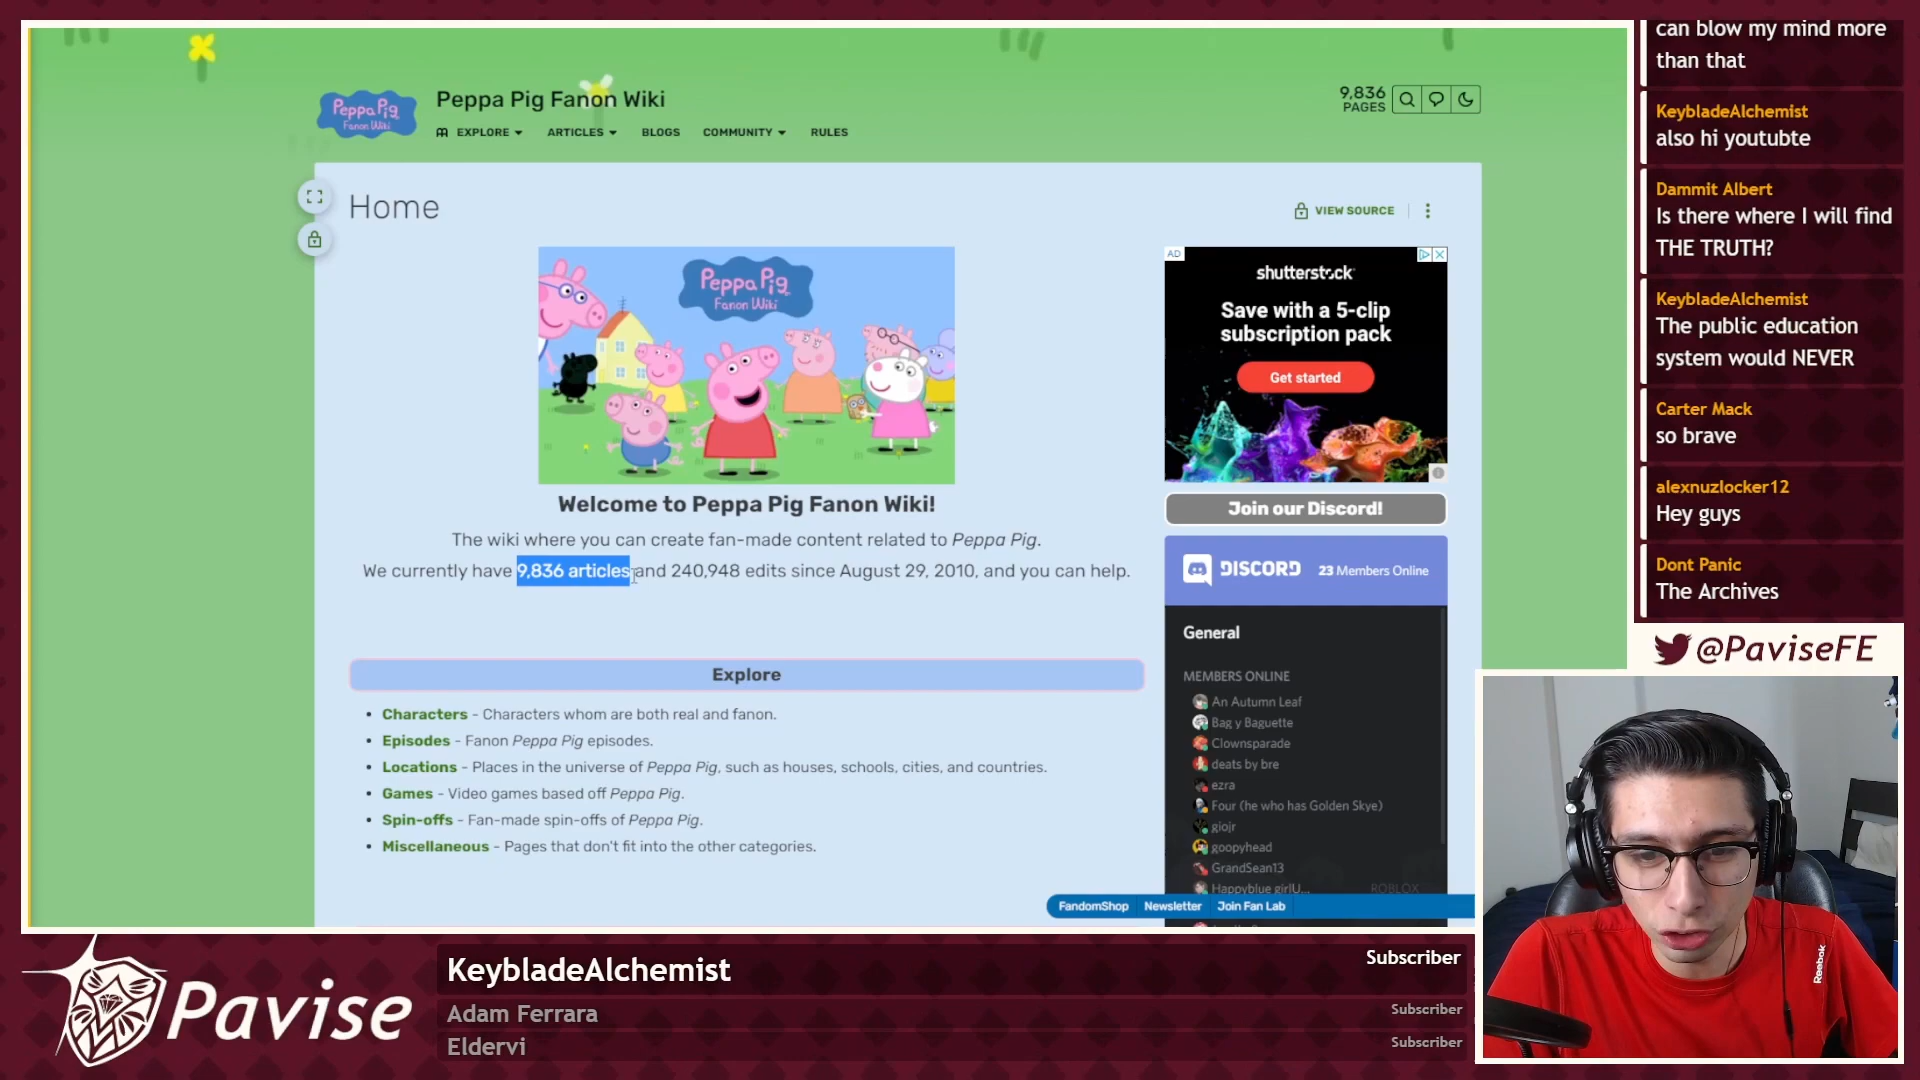 Peppa Pig
Fanon Wiki
Peppa Pig Fanon Wiki
EXPLORE
ARTICLES
BLOGS
COMMUNITY
RULES
9,836
PAGES
Home
VIEW SOURCE
Peppa Pig
Fanon Wiki
Welcome to Peppa Pig Fanon Wiki!
The wiki where you can create fan-made content related to Peppa Pig.
We currently have 9,836 articles and 240,948 edits since August 29, 2010, and you can help.
Explore
• Characters - Characters whom are both real and fanon.
• Episodes - Fanon Peppa Pig episodes.
• Locations - Places in the universe of Peppa Pig, such as houses, schools, cities, and countries.
• Games - Video games based off Peppa Pig.
• Spin-offs - Fan-made spin-offs of Peppa Pig.
• Miscellaneous - Pages that don't fit into the other categories.
AD
shutterstock
Save with a 5-clip
subscription pack
Get started
Join our Discord!
DISCORD
23 Members Online
General
MEMBERS ONLINE
An Autumn Leaf
Bag y Baguette
Clownsparade
deats by bre
ezra
Four (he who has Golden Skye)
giojr
goopyhead
GrandSean13
Happyblue girlU...
ROBLOX
FandomShop
Newsletter
Join Fan Lab
can blow my mind more
than that
KeybladeAlchemist
also hi youtubte
Dammit Albert
Is there where I will find
THE TRUTH?
KeybladeAlchemist
The public education
system would NEVER
Carter Mack
so brave
alexnuzlocker12
Hey guys
Dont Panic
The Archives
@PaviseFE
Reebok
Pavise
KeybladeAlchemist
Subscriber
Adam Ferrara
Subscriber
Eldervi
Subscriber